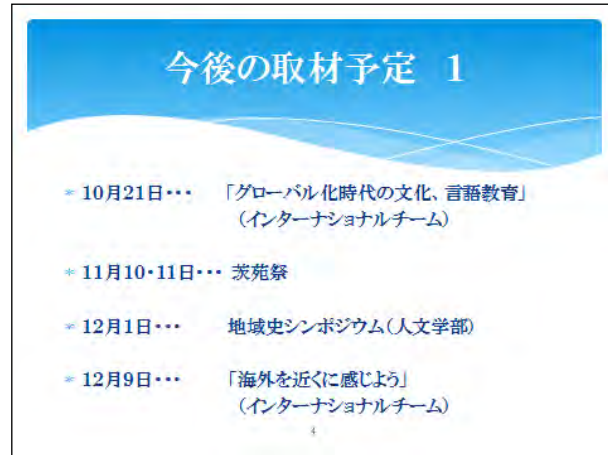 今後の取材予定 1
* 10月21日・・・ 「グローバル化時代の文化、言語教育」
(インターナショナルチーム)
* 11月10・11日・・・ 茨苑祭
* 12月1日・・・ 地域史シンポジウム(人文学部)
* 12月9日・・・ 「海外を近くに感じよう」
(インターナショナルチーム)
4